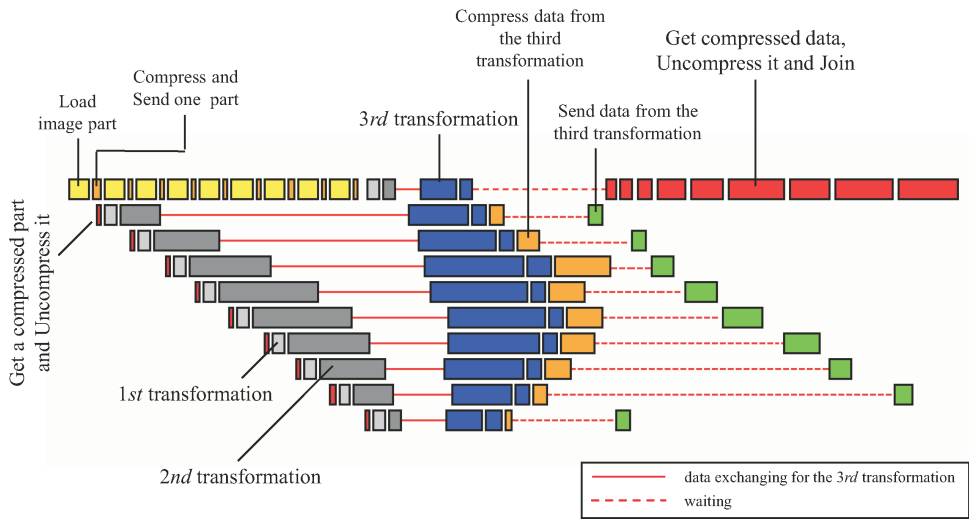 Compress data from
the third
transformation
Get compressed data,
Uncompress it and Join
Compress and
Send one part
Load
image part
3rd transformation
Send data from the
third transformation
Get a compressed part
and Uncompress it
1st transformation
2nd transformation
data exchanging for the 3rd transformation
waiting